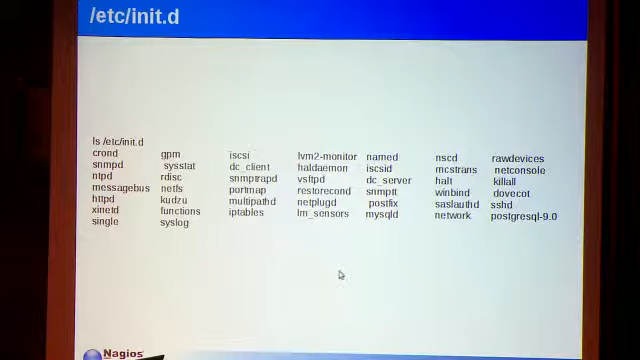 /etc/init.d
ls /etc/init.d
crond gpm iscsi lvm2-monitor named nscd rawdevices
snmpd sysstat dc_client haldaemon iscsid mcstrans netconsole
ntpd rdisc snmptrapd vsftpd dc_server halt killall
messagebus netfs portmap restorecond snmptt winbind dovecot
httpd kudzu multipathd netplugd postfix saslauthd sshd
xinetd functions iptables lm_sensors mysqld network postgresql-9.0
single syslog
Nagios